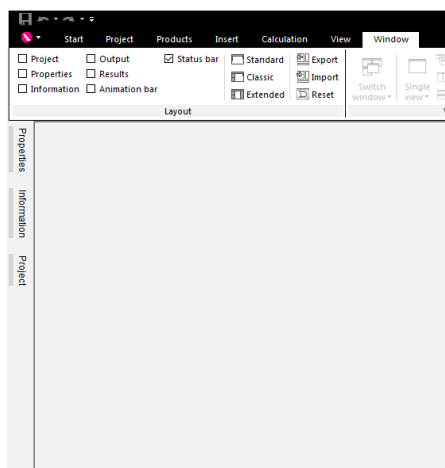 Start Project Products Insert Calculation View Window
Project Output Status bar Standard Export
Properties Results Classic Import
Information Animation bar Extended Reset
Switch window Single view
Layout
Properties
Information
Project